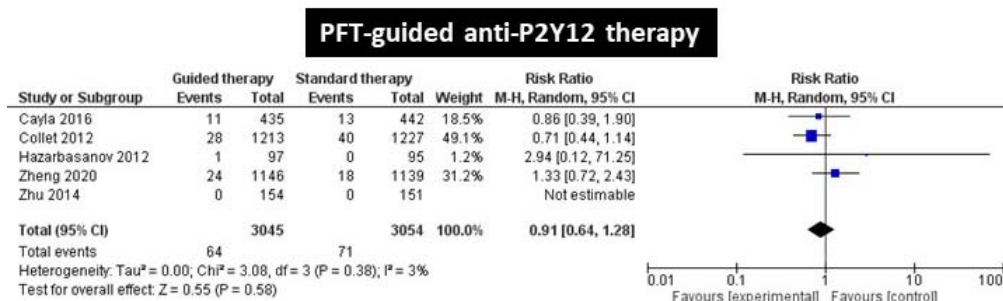 PFT-guided anti-P2Y12 therapy
Guided therapy Standard therapy Risk Ratio Risk Ratio
Study or Subgroup Events Total Events Total Weight M-H, Random, 95% CI M-H, Random, 95% CI
Cayla 2016 11 435 13 442 18.5% 0.86 [0.39, 1.90]
Collet 2012 28 1213 40 1227 49.1% 0.71 [0.44, 1.14]
Hazarbasanov 2012 1 97 0 95 1.2% 2.94 [0.12, 71.25]
Zheng 2020 24 1146 18 1139 31.2% 1.33 [0.72, 2.43]
Zhu 2014 0 154 0 151 Not estimable
Total (95% CI) 3045 3054 100.0% 0.91 [0.64, 1.28]
Total events 64 71
Heterogeneity: Tau² = 0.00; Chi² = 3.08, df = 3 (P = 0.38); I² = 3%
Test for overall effect: Z = 0.55 (P = 0.58)
0.01 0.1 1 10 100
Favours [experimental] Favours [control]